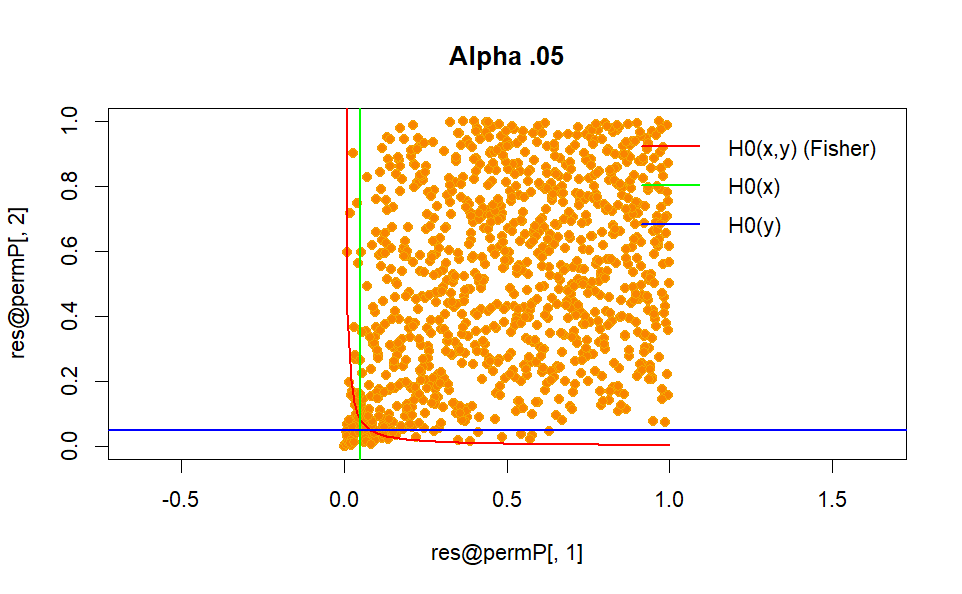 Alpha .05
1.0
0.8
0.6
0.4
0.2
0.0
res@permP[, 2]
H0(x,y) (Fisher)
H0(x)
H0(y)
-0.5 0.0 0.5 1.0 1.5
res@permP[, 1]